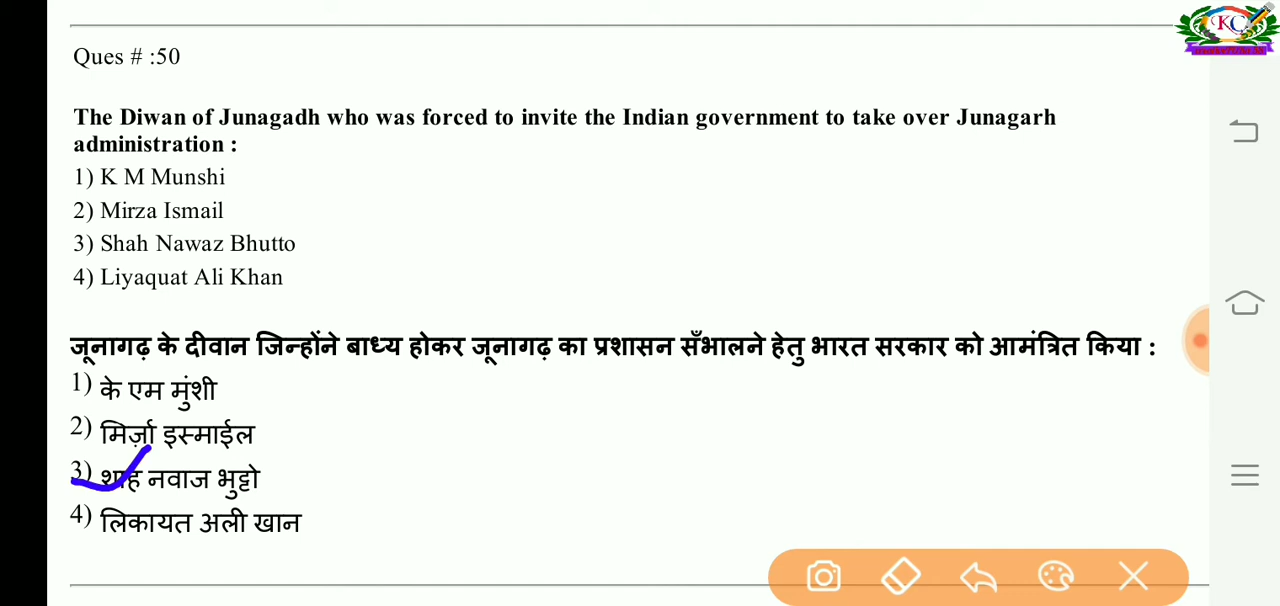 KC
Ques # :50
The Diwan of Junagadh who was forced to invite the Indian government to take over Junagarh
administration :
1) K M Munshi
2) Mirza Ismail
3) Shah Nawaz Bhutto
4) Liyaquat Ali Khan
जूनागढ़ के दीवान जिन्होंने बाध्य होकर जूनागढ़ का प्रशासन सँभालने हेतु भारत सरकार को आमंत्रित किया :
1) के एम मुंशी
2) मिर्ज़ा इस्माईल
3) शाह नवाज भुट्टो
4) लिकायत अली खान